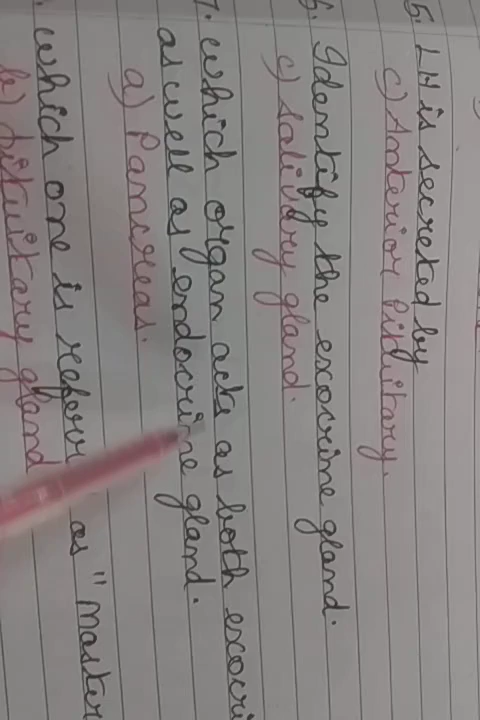 5. LH is secreted by
c) Anterior Pituitary.
6. Identify the exocrine gland.
c) Salivary gland.
7. which organ acts as both exocri
as well as endocrine gland.
a) Pancreas.
which one is as "Master
b) pituitary gland